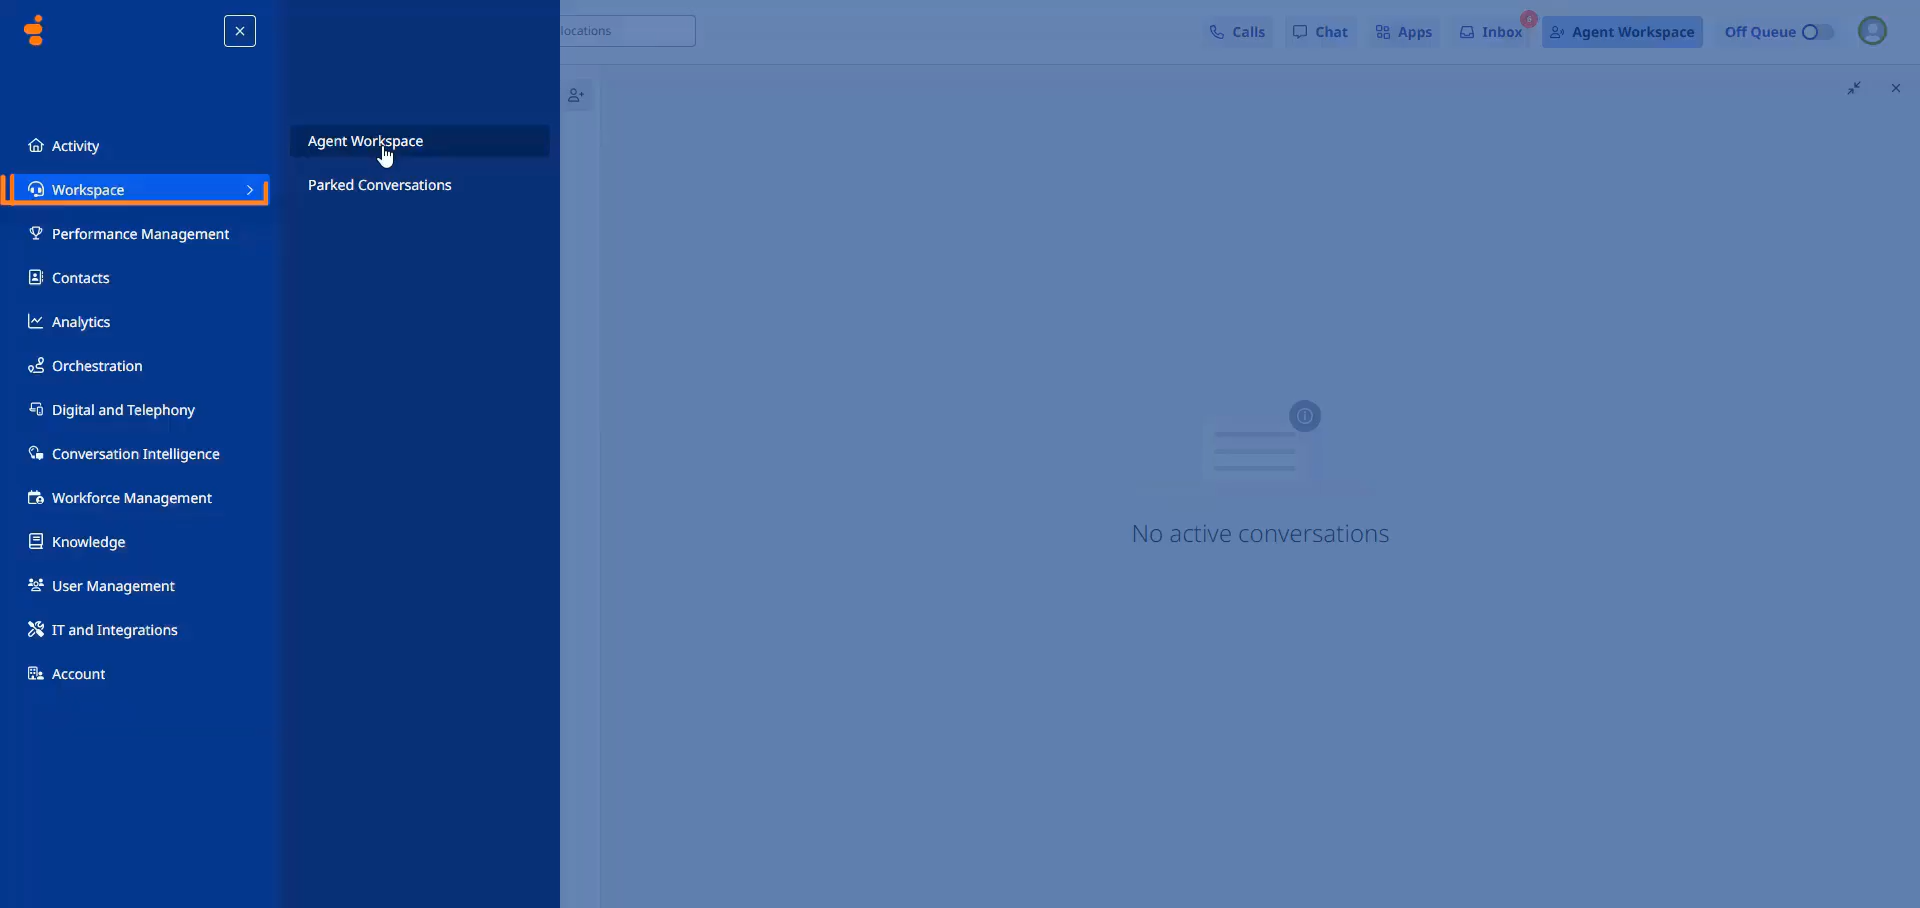 locations
Calls
Chat
Apps
Inbox
Agent Workspace
Off Queue
Activity
Workspace
Performance Management
Contacts
Analytics
Orchestration
Digital and Telephony
Conversation Intelligence
Workforce Management
Knowledge
User Management
IT and Integrations
Account
Agent Workspace
Parked Conversations
No active conversations